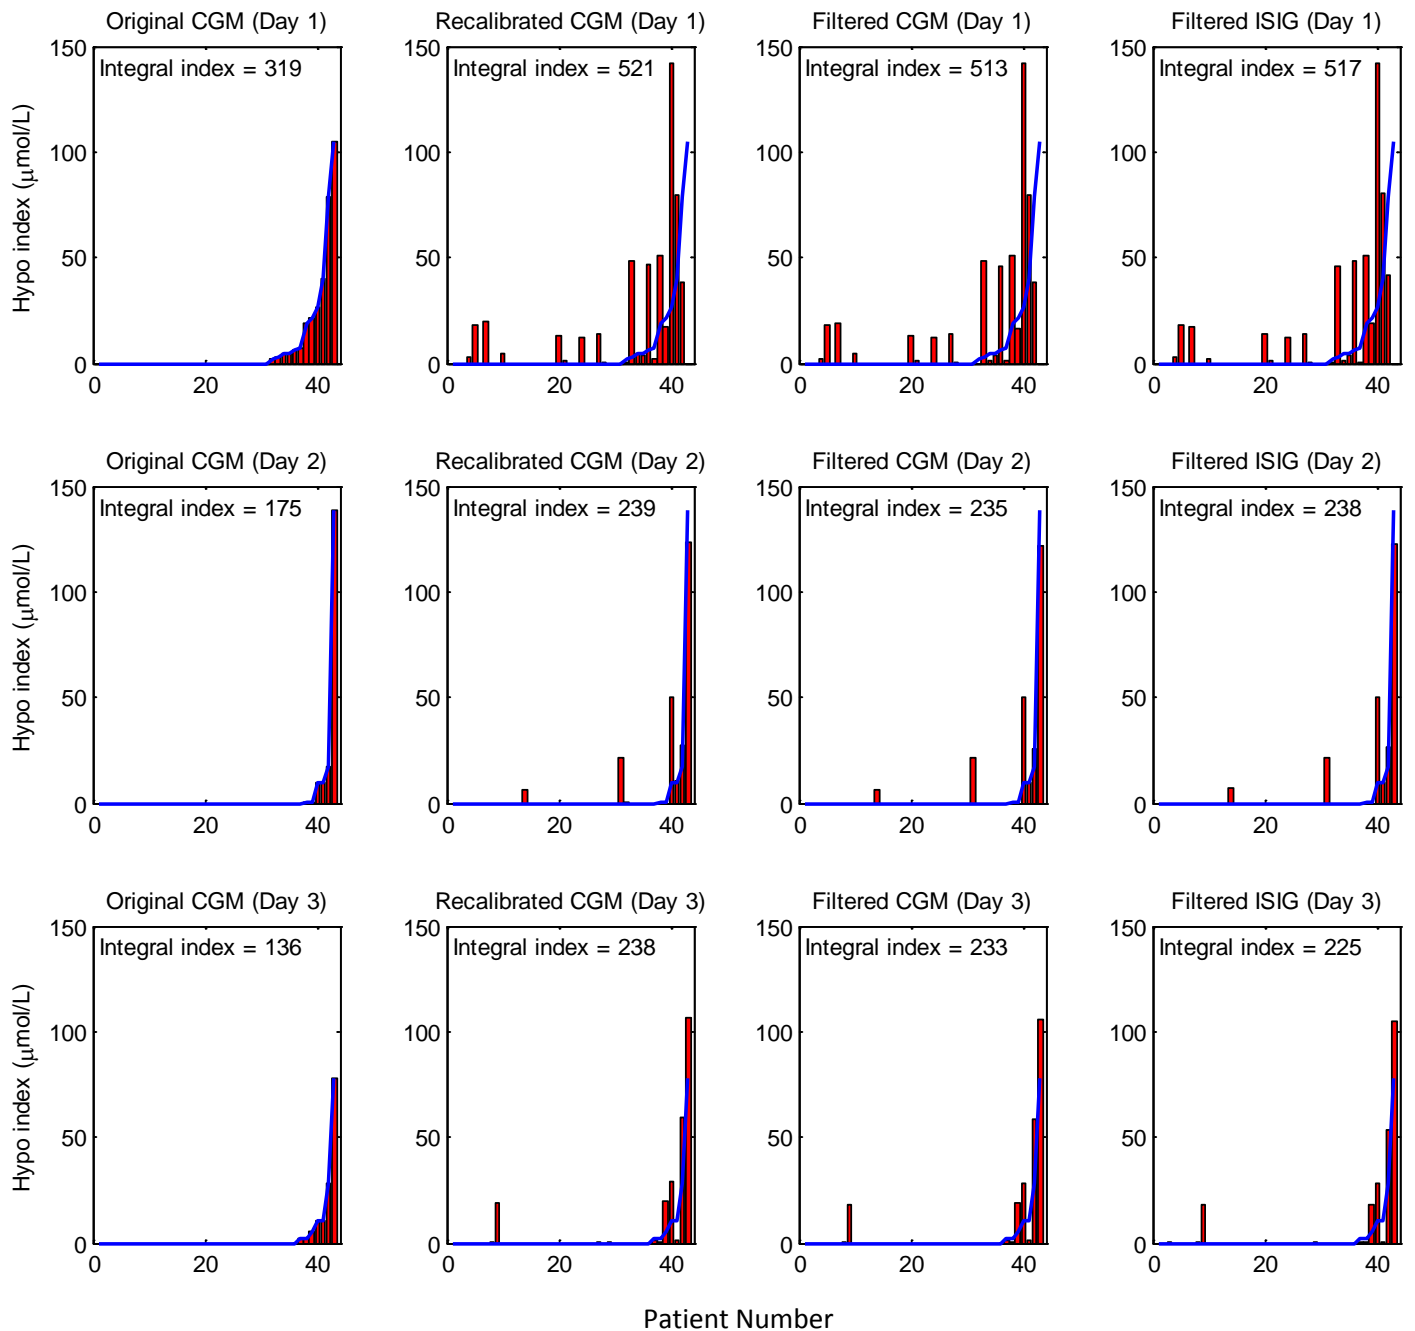 Original CGM (Day 1)
Recalibrated CGM (Day 1)
Filtered CGM (Day 1)
Filtered ISIG (Day 1)
Integral index = 319
Integral index = 521
Integral index = 513
Integral index = 517
Hypo index (μmol/L)
150
100
50
0
0 20 40
150
100
50
0
0 20 40
150
100
50
0
0 20 40
150
100
50
0
0 20 40
Original CGM (Day 2)
Recalibrated CGM (Day 2)
Filtered CGM (Day 2)
Filtered ISIG (Day 2)
Integral index = 175
Integral index = 239
Integral index = 235
Integral index = 238
Hypo index (μmol/L)
150
100
50
0
0 20 40
150
100
50
0
0 20 40
150
100
50
0
0 20 40
150
100
50
0
0 20 40
Original CGM (Day 3)
Recalibrated CGM (Day 3)
Filtered CGM (Day 3)
Filtered ISIG (Day 3)
Integral index = 136
Integral index = 238
Integral index = 233
Integral index = 225
Hypo index (μmol/L)
150
100
50
0
0 20 40
150
100
50
0
0 20 40
150
100
50
0
0 20 40
150
100
50
0
0 20 40
Patient Number